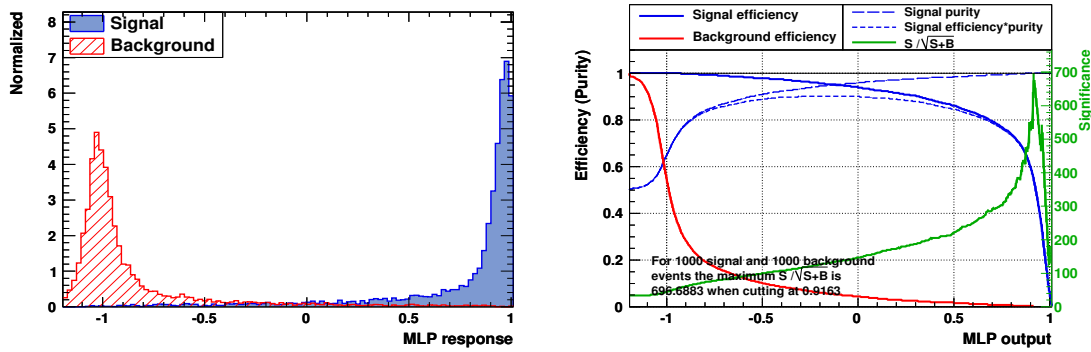 Normalized
8
7
6
5
4
3
2
1
0
Signal
Background
-1
-0.5
0
0.5
1
MLP response
Signal efficiency
Background efficiency
Signal purity
Signal efficiency*purity
S /√S+B
Efficiency (Purity)
1
0.8
0.6
0.4
0.2
0
For 1000 signal and 1000 background
events the maximum S /√S+B is
696.6883 when cutting at 0.9163
-1
-0.5
0
0.5
1
MLP output
700
600
500
400
300
200
100
0
Significance